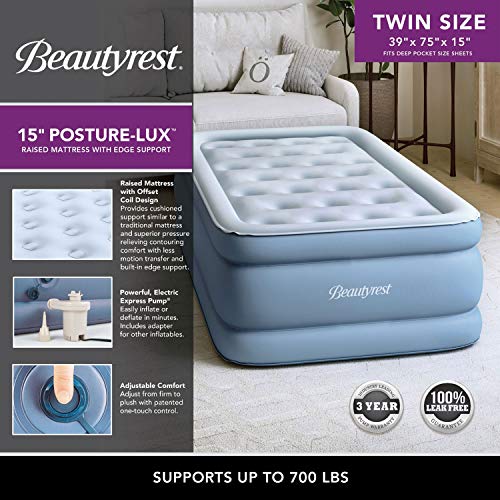 Beautyrest®
TWIN SIZE
39" x 75" x 15"
FITS DEEP POCKET SIZE SHEETS
15" POSTURE-LUX™
RAISED MATTRESS WITH EDGE SUPPORT
Raised Mattress
with Offset
Coil Design
Provides cushioned
support similar to a
traditional mattress
and superior pressure
relieving contouring
comfort with less
motion transfer and
built-in edge support.
Powerful, Electric
Express Pump™
Easily inflate or
deflate in minutes.
Includes adapter
for other inflatables.
Adjustable Comfort
Adjust from firm to
plush with patented
one-touch control.
Ö
Beautyrest
INDUSTRY LEADING
3 YEAR
PUMP WARRANTY
100%
LEAK FREE
GUARANTEE
SUPPORTS UP TO 700 LBS